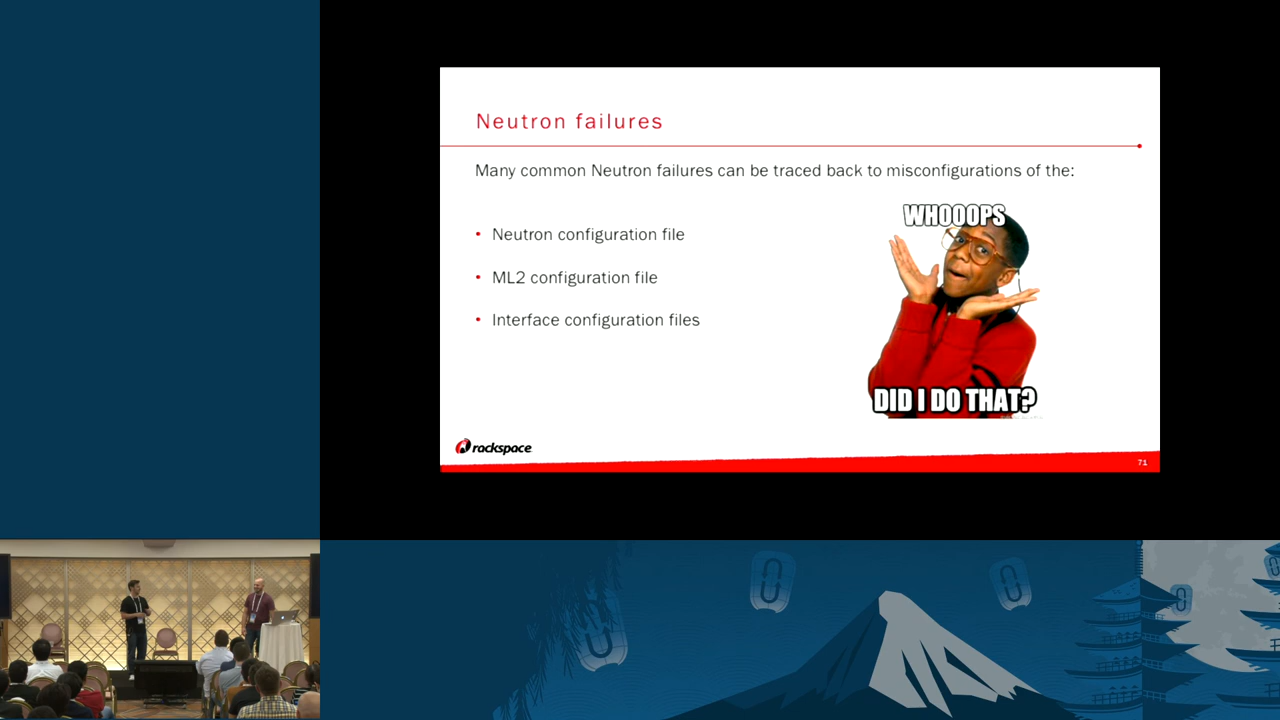 Neutron failures
Many common Neutron failures can be traced back to misconfigurations of the:
WHOOOPS
• Neutron configuration file
• ML2 configuration file
• Interface configuration files
DID I DO THAT?
rackspace
71